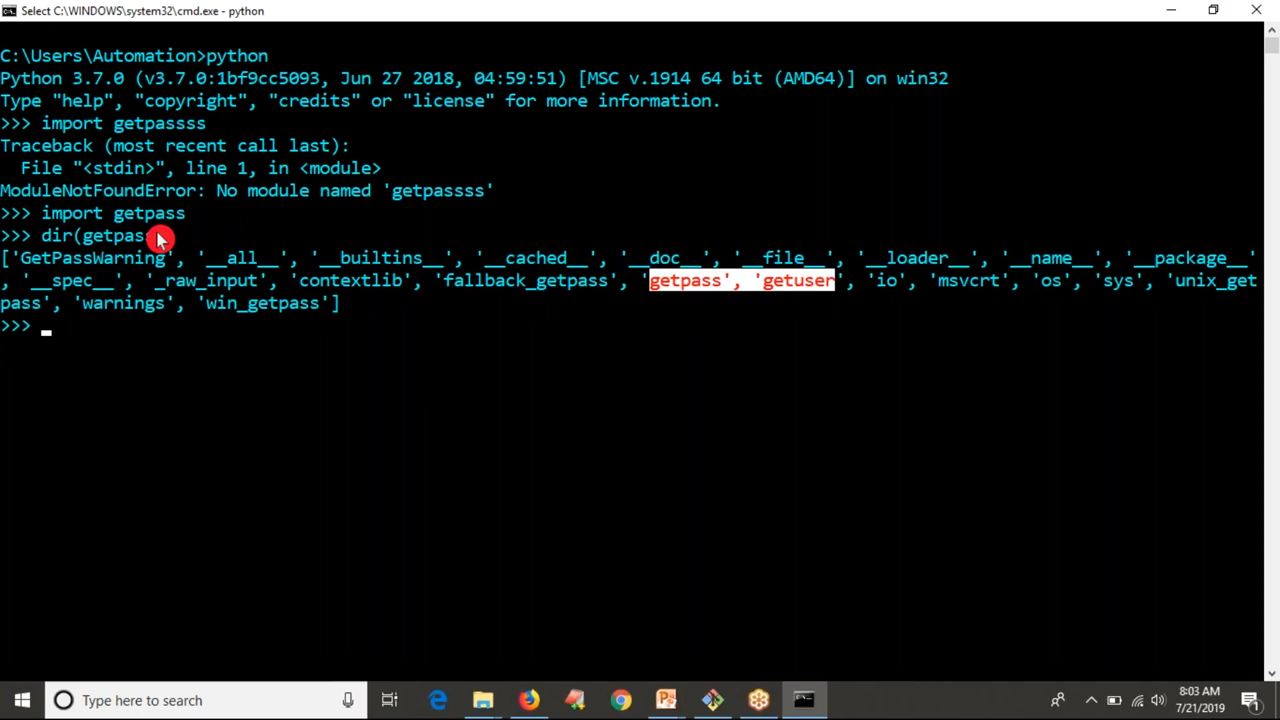 Select C:\WINDOWS\system32\cmd.exe - python
C:\Users\Automation>python
Python 3.7.0 (v3.7.0:1bf9cc5093, Jun 27 2018, 04:59:51) [MSC v.1914 64 bit (AMD64)] on win32
Type "help", "copyright", "credits" or "license" for more information.
>>> import getpassss
Traceback (most recent call last):
  File "<stdin>", line 1, in <module>
ModuleNotFoundError: No module named 'getpassss'
>>> import getpass
>>> dir(getpass
['GetPassWarning', '__all__', '__builtins__', '__cached__', '__doc__', '__file__', '__loader__', '__name__', '__package__'
, '__spec__', '_raw_input', 'contextlib', 'fallback_getpass', 'getpass', 'getuser', 'io', 'msvcrt', 'os', 'sys', 'unix_get
pass', 'warnings', 'win_getpass']
>>>
Type here to search
8:03 AM
7/21/2019
1